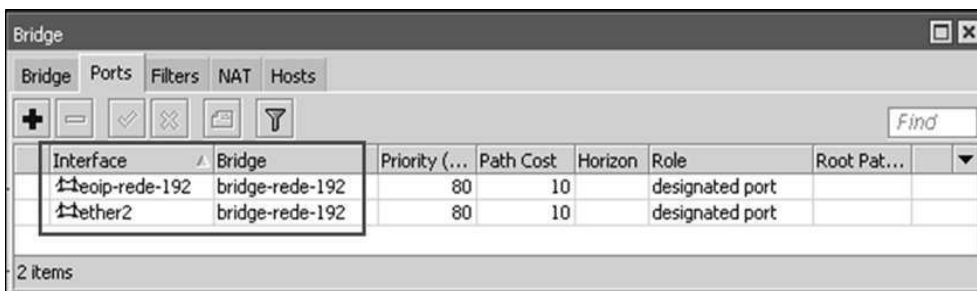 Bridge
Bridge Ports Filters NAT Hosts
Find
Interface Bridge Priority (... Path Cost Horizon Role Root Pat...
eoip-rede-192 bridge-rede-192 80 10 designated port
ether2 bridge-rede-192 80 10 designated port
2 items